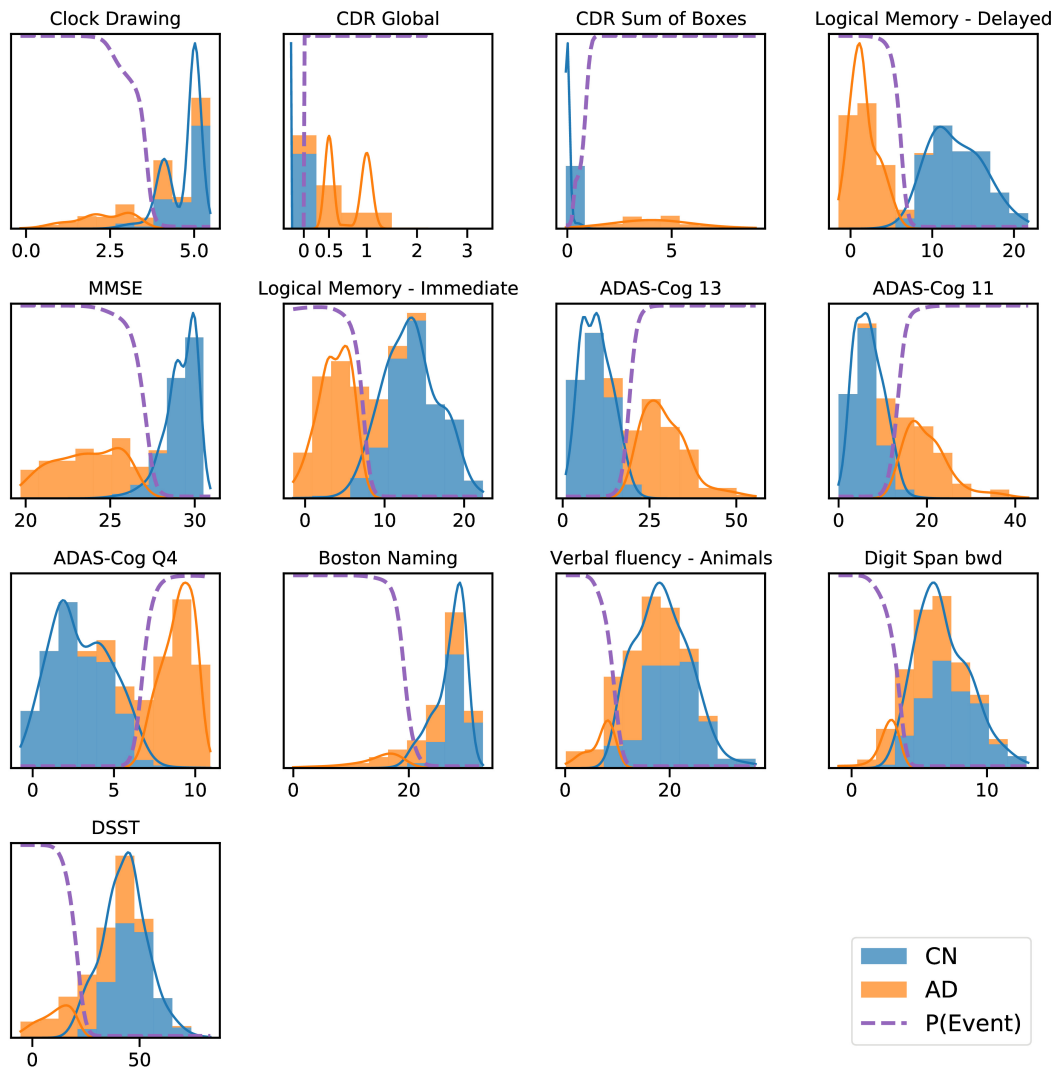 Clock Drawing
CDR Global
CDR Sum of Boxes
Logical Memory - Delayed
0.0 2.5 5.0
0 0.5 1 2 3
0 5
0 10 20
MMSE
Logical Memory - Immediate
ADAS-Cog 13
ADAS-Cog 11
20 25 30
0 10 20
0 25 50
0 20 40
ADAS-Cog Q4
Boston Naming
Verbal fluency - Animals
Digit Span bwd
0 5 10
0 20
0 20
0 10
DSST
0 50
CN
AD
P(Event)